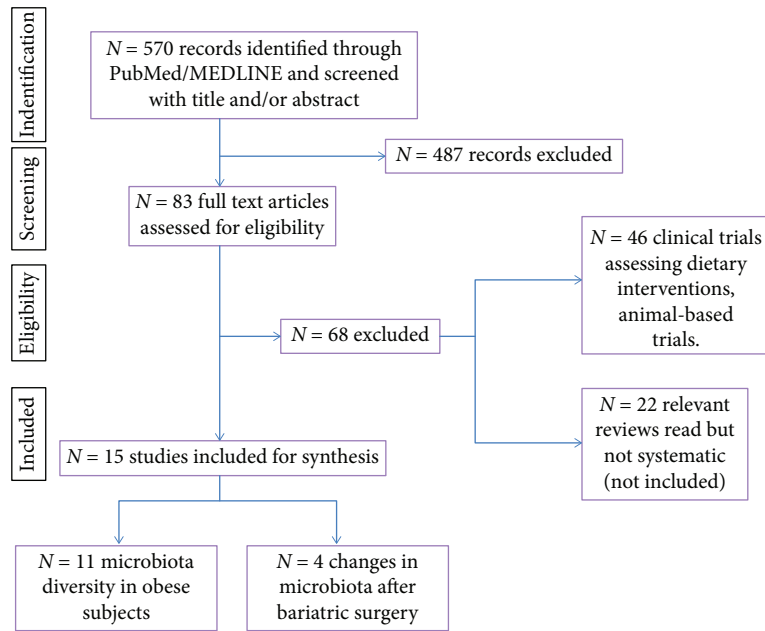 Indentification
N = 570 records identified through
PubMed/MEDLINE and screened
with title and/or abstract
N = 487 records excluded
Screening
N = 83 full text articles
assessed for eligibility
N = 46 clinical trials
assessing dietary
interventions,
animal-based
trials.
Eligibility
N = 68 excluded
N = 22 relevant
reviews read but
not systematic
(not included)
Included
N = 15 studies included for synthesis
N = 11 microbiota
diversity in obese
subjects
N = 4 changes in
microbiota after
bariatric surgery